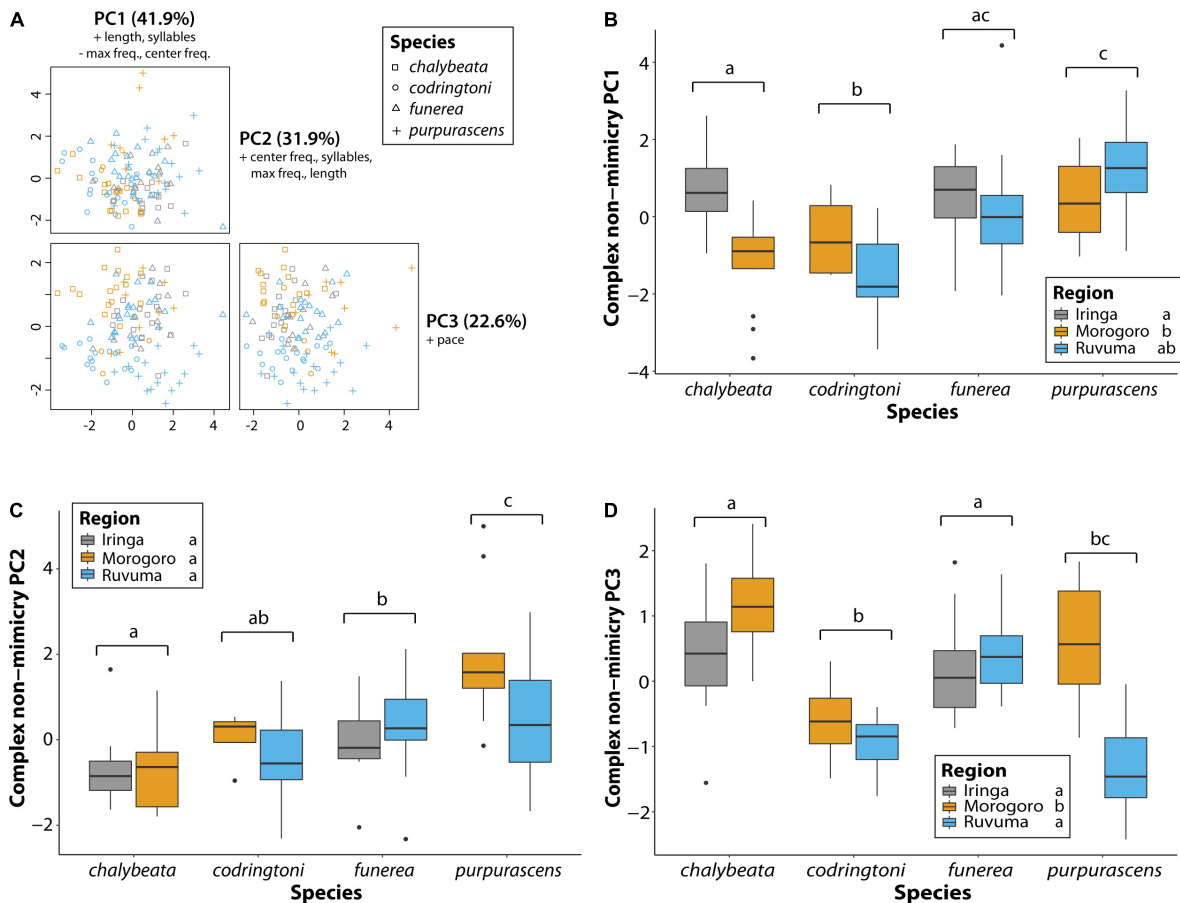 A
PC1 (41.9%)
+ length, syllables
- max freq., center freq.
Species
chalybeata
codringtoni
funerea
purpurascens
4
2
0
-2
PC2 (31.9%)
+ center freq., syllables,
max freq., length
2
0
-2
PC3 (22.6%)
+ pace
-2 0 2 4
-2 0 2 4
B
Complex non−mimicry PC1
4
2
0
−2
−4
a
b
ac
c
Region
Iringa a
Morogoro b
Ruvuma ab
chalybeata codringtoni funerea purpurascens
Species
C
Complex non−mimicry PC2
Region
Iringa a
Morogoro a
Ruvuma a
4
2
0
−2
a
ab
b
c
chalybeata codringtoni funerea purpurascens
Species
D
Complex non−mimicry PC3
2
1
0
−1
−2
a
b
a
bc
Region
Iringa a
Morogoro b
Ruvuma a
chalybeata codringtoni funerea purpurascens
Species